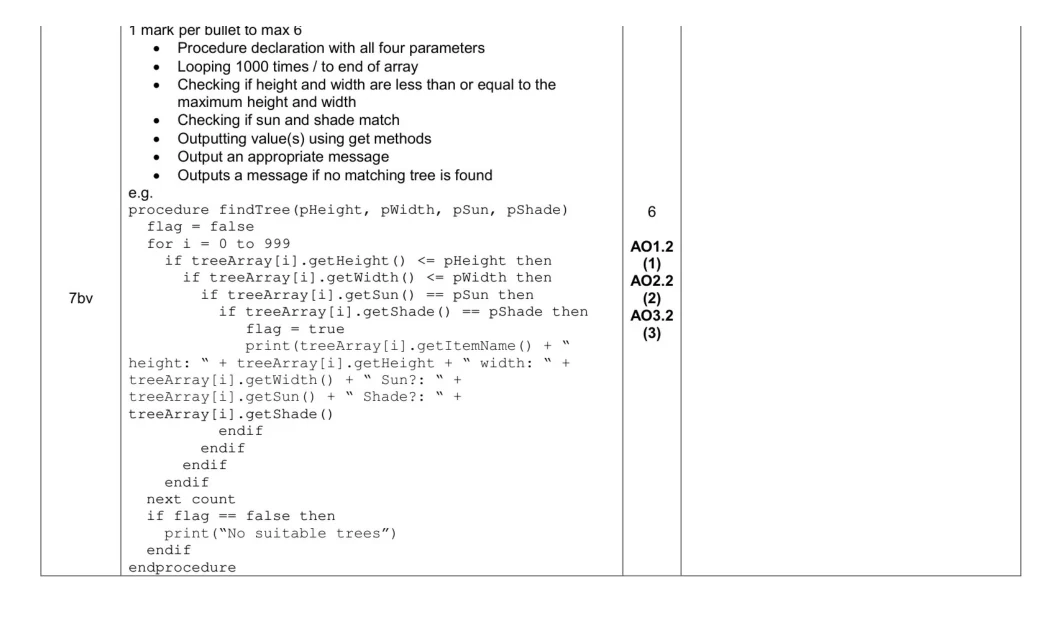 1 mark per bullet to max 6
• Procedure declaration with all four parameters
• Looping 1000 times / to end of array
• Checking if height and width are less than or equal to the
maximum height and width
• Checking if sun and shade match
• Outputting value(s) using get methods
• Output an appropriate message
• Outputs a message if no matching tree is found
e.g.
procedure findTree(pHeight, pWidth, pSun, pShade)
flag = false
for i = 0 to 999
if treeArray[i].getHeight() <= pHeight then
if treeArray[i].getWidth() <= pWidth then
if treeArray[i].getSun() == pSun then
if treeArray[i].getShade() == pShade then
flag = true
print(treeArray[i].getItemName() + “
height: “ + treeArray[i].getHeight + “ width: “ +
treeArray[i].getWidth() + “ Sun?: “ +
treeArray[i].getSun() + “ Shade?: “ +
treeArray[i].getShade()
endif
endif
endif
endif
next count
if flag == false then
print(“No suitable trees”)
endif
endprocedure
7bv
6
AO1.2
(1)
AO2.2
(2)
AO3.2
(3)